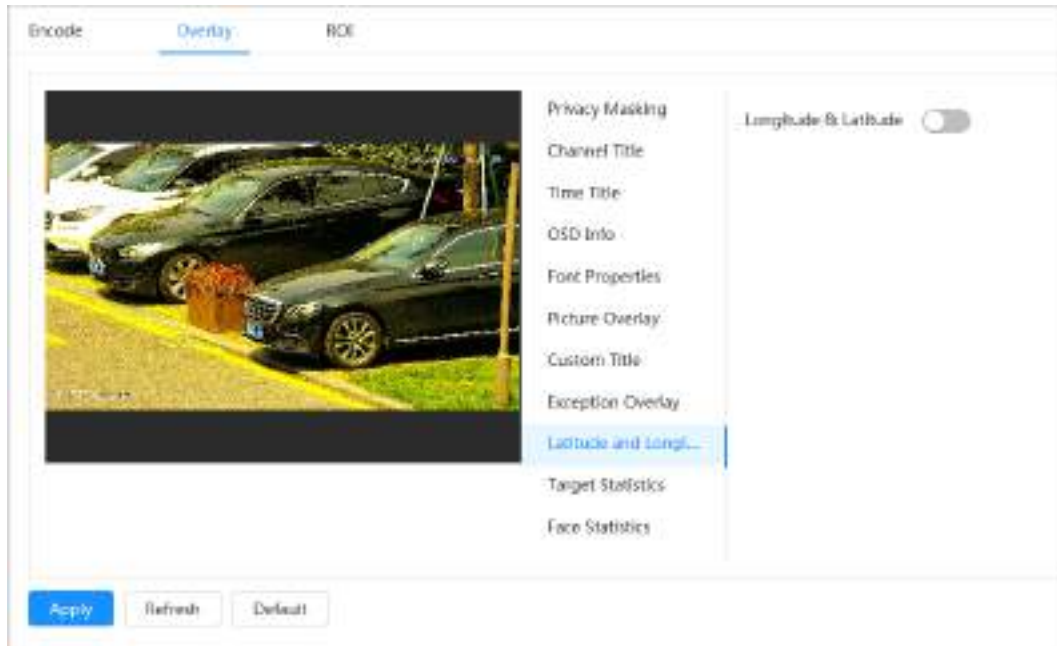 Encode
Overlay
ROI
Privacy Masking
Channel Title
Time Title
OSD Info
Font Properties
Picture Overlay
Custom Title
Exception Overlay
Latitude and Longi...
Target Statistics
Face Statistics
Longitude & Latitude
Apply
Refresh
Default